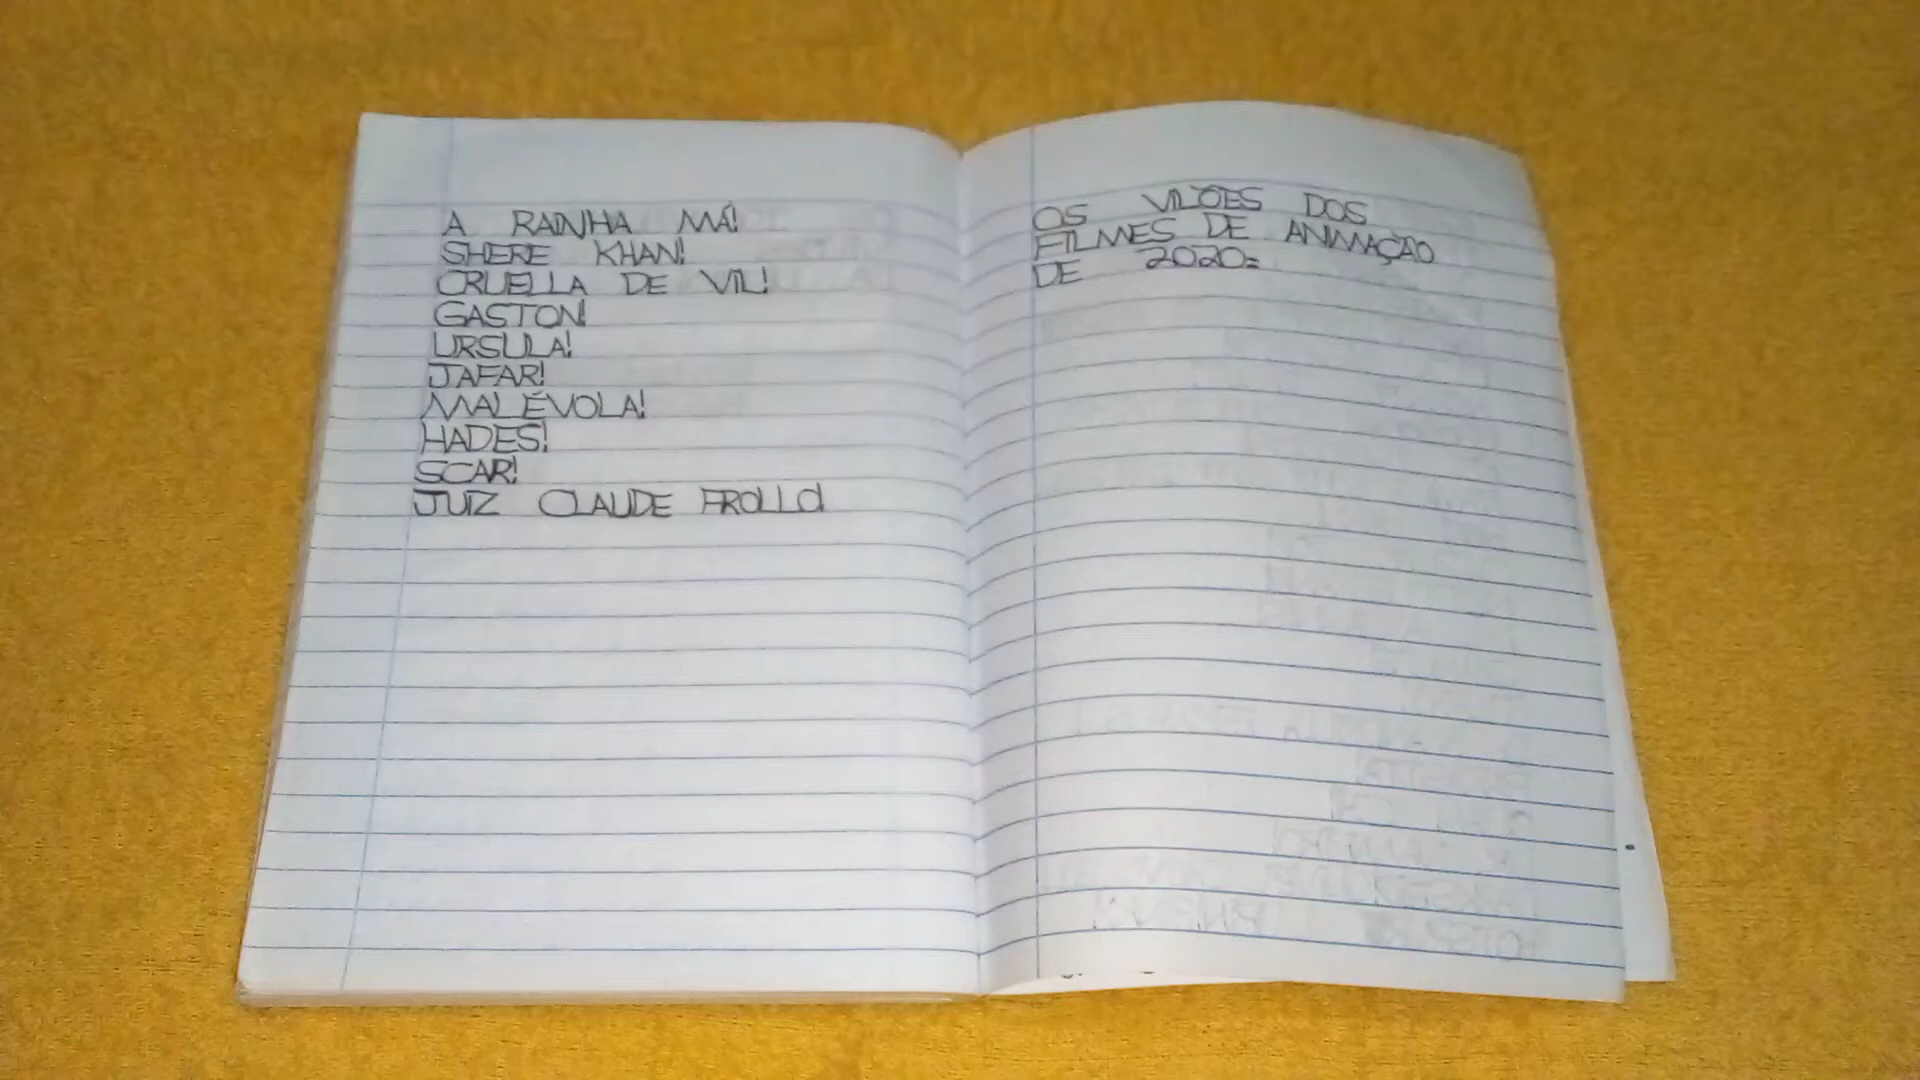 A RAINHA MÁ!
SHERE KHAN!
CRUELLA DE VIL!
GASTON!
URSULA!
JAFAR!
MALÉVOLA!
HADES!
SCAR!
JUIZ CLAUDE FROLLO!
OS VILÕES DOS
FILMES DE ANIMAÇÃO
DE 2020: